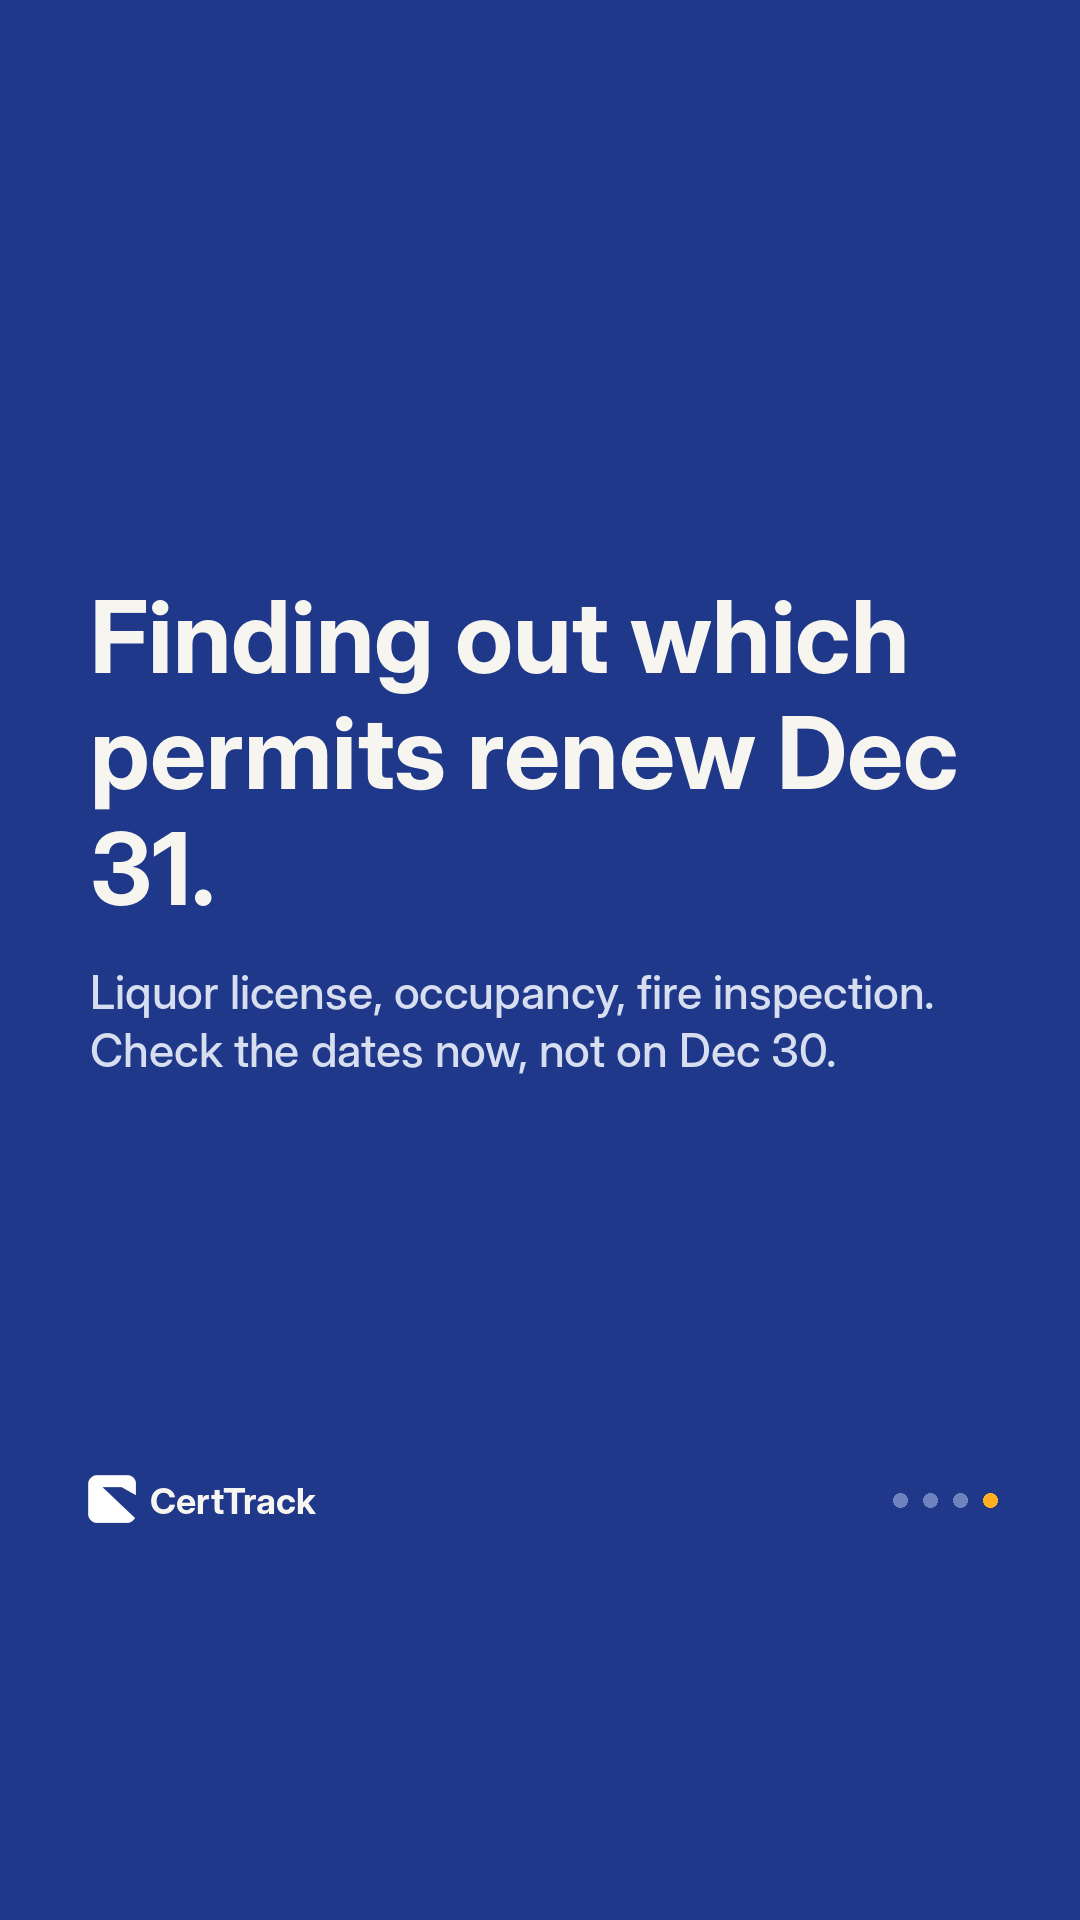 Finding out which
permits renew Dec
31.
Liquor license, occupancy, fire inspection.
Check the dates now, not on Dec 30.
CertTrack